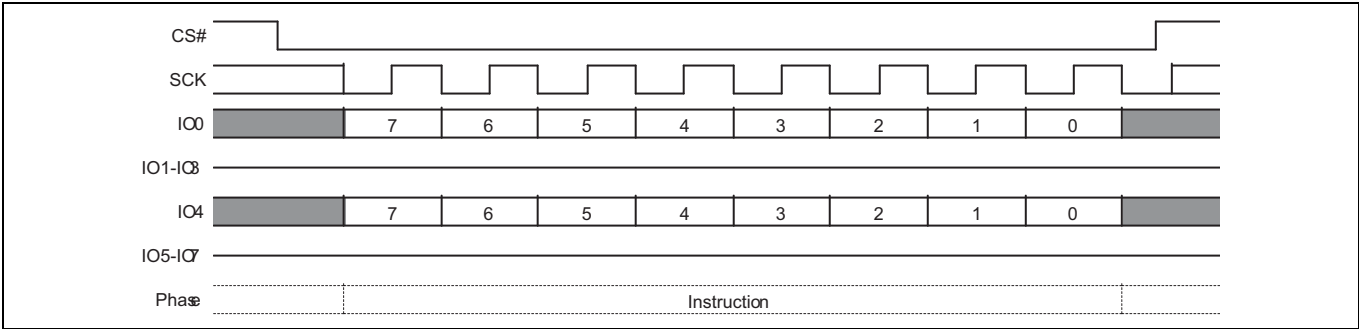 CS#
SCK
IO0 7 6 5 4 3 2 1 0
IO1-IO3
IO4 7 6 5 4 3 2 1 0
IO5-IO7
Phase Instruction